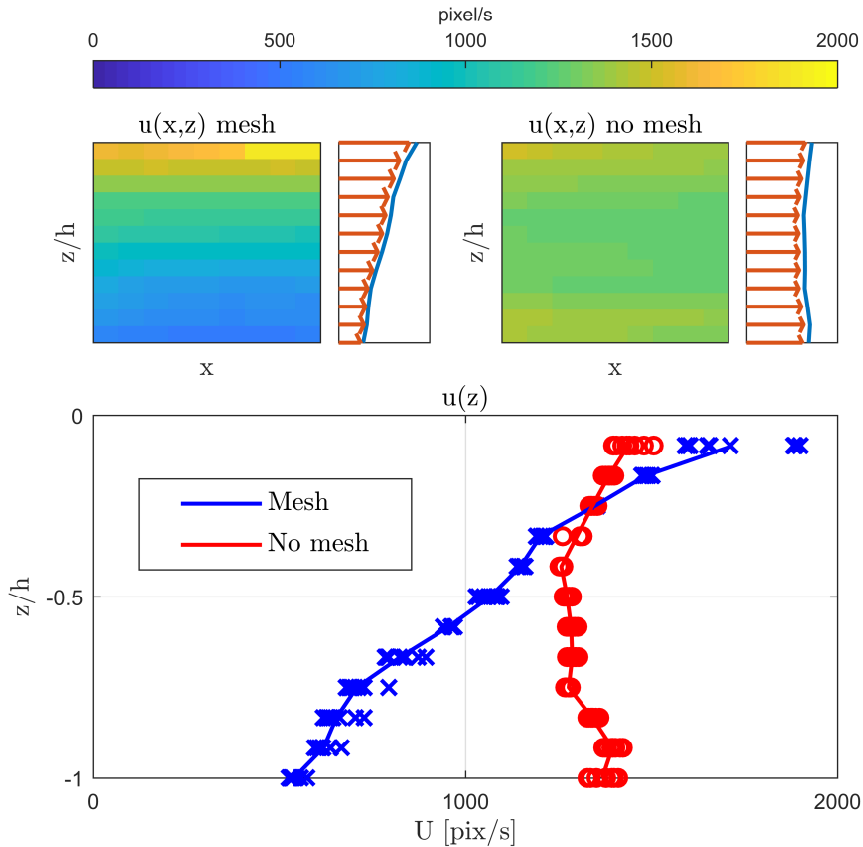 pixel/s
0 500 1000 1500 2000
u(x,z) mesh
u(x,z) no mesh
z/h
z/h
x
x
u(z)
0
Mesh
No mesh
z/h
-0.5
-1
0 1000 2000
U [pix/s]